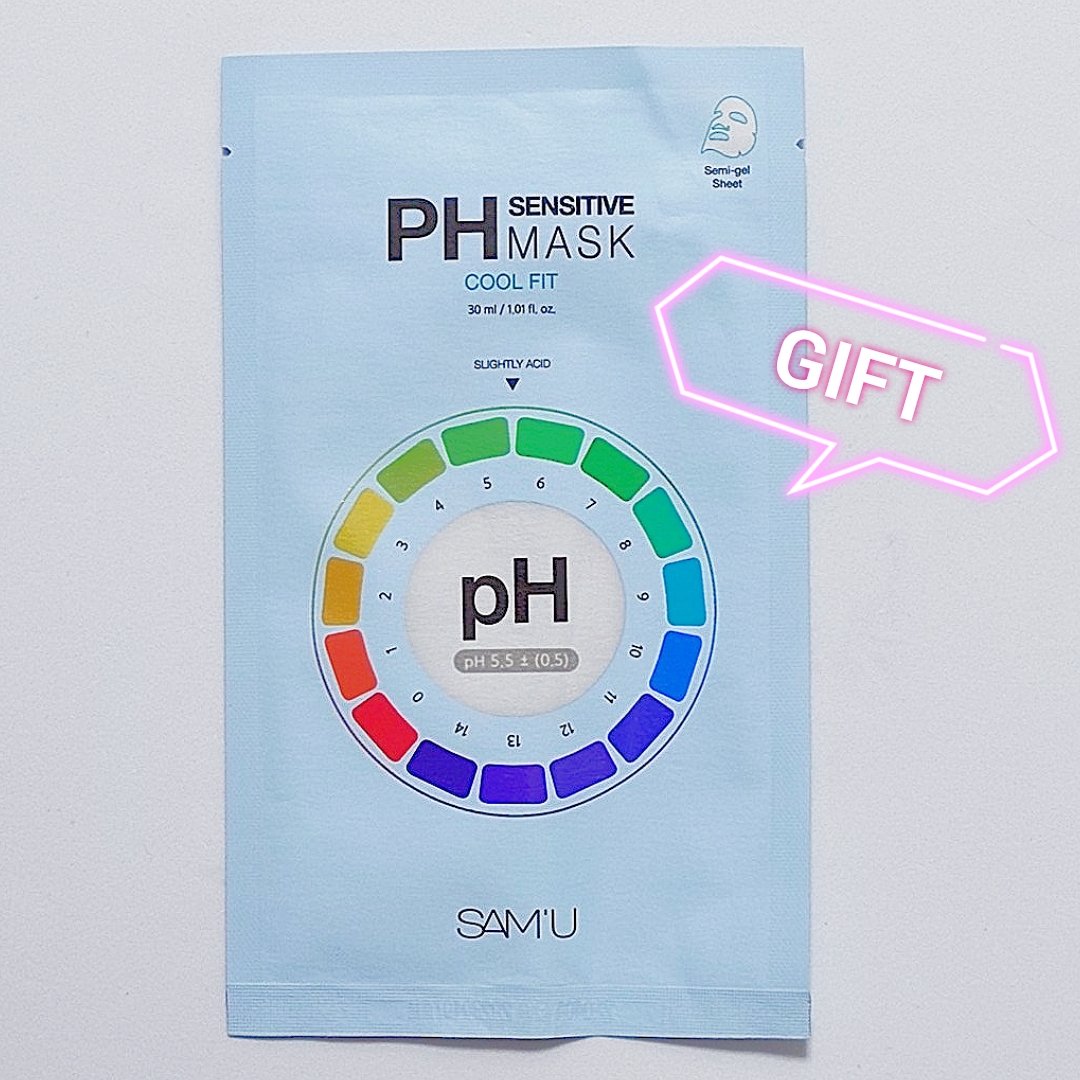 Semi-gel
Sheet
PH SENSITIVE
MASK
COOL FIT
30 ml / 1.01 fl. oz.
GIFT
SLIGHTLY ACID
0 1 2 3 4 5 6 7 8 9 10 11 12 13 14
pH
pH 5.5 ± (0.5)
SAM'U